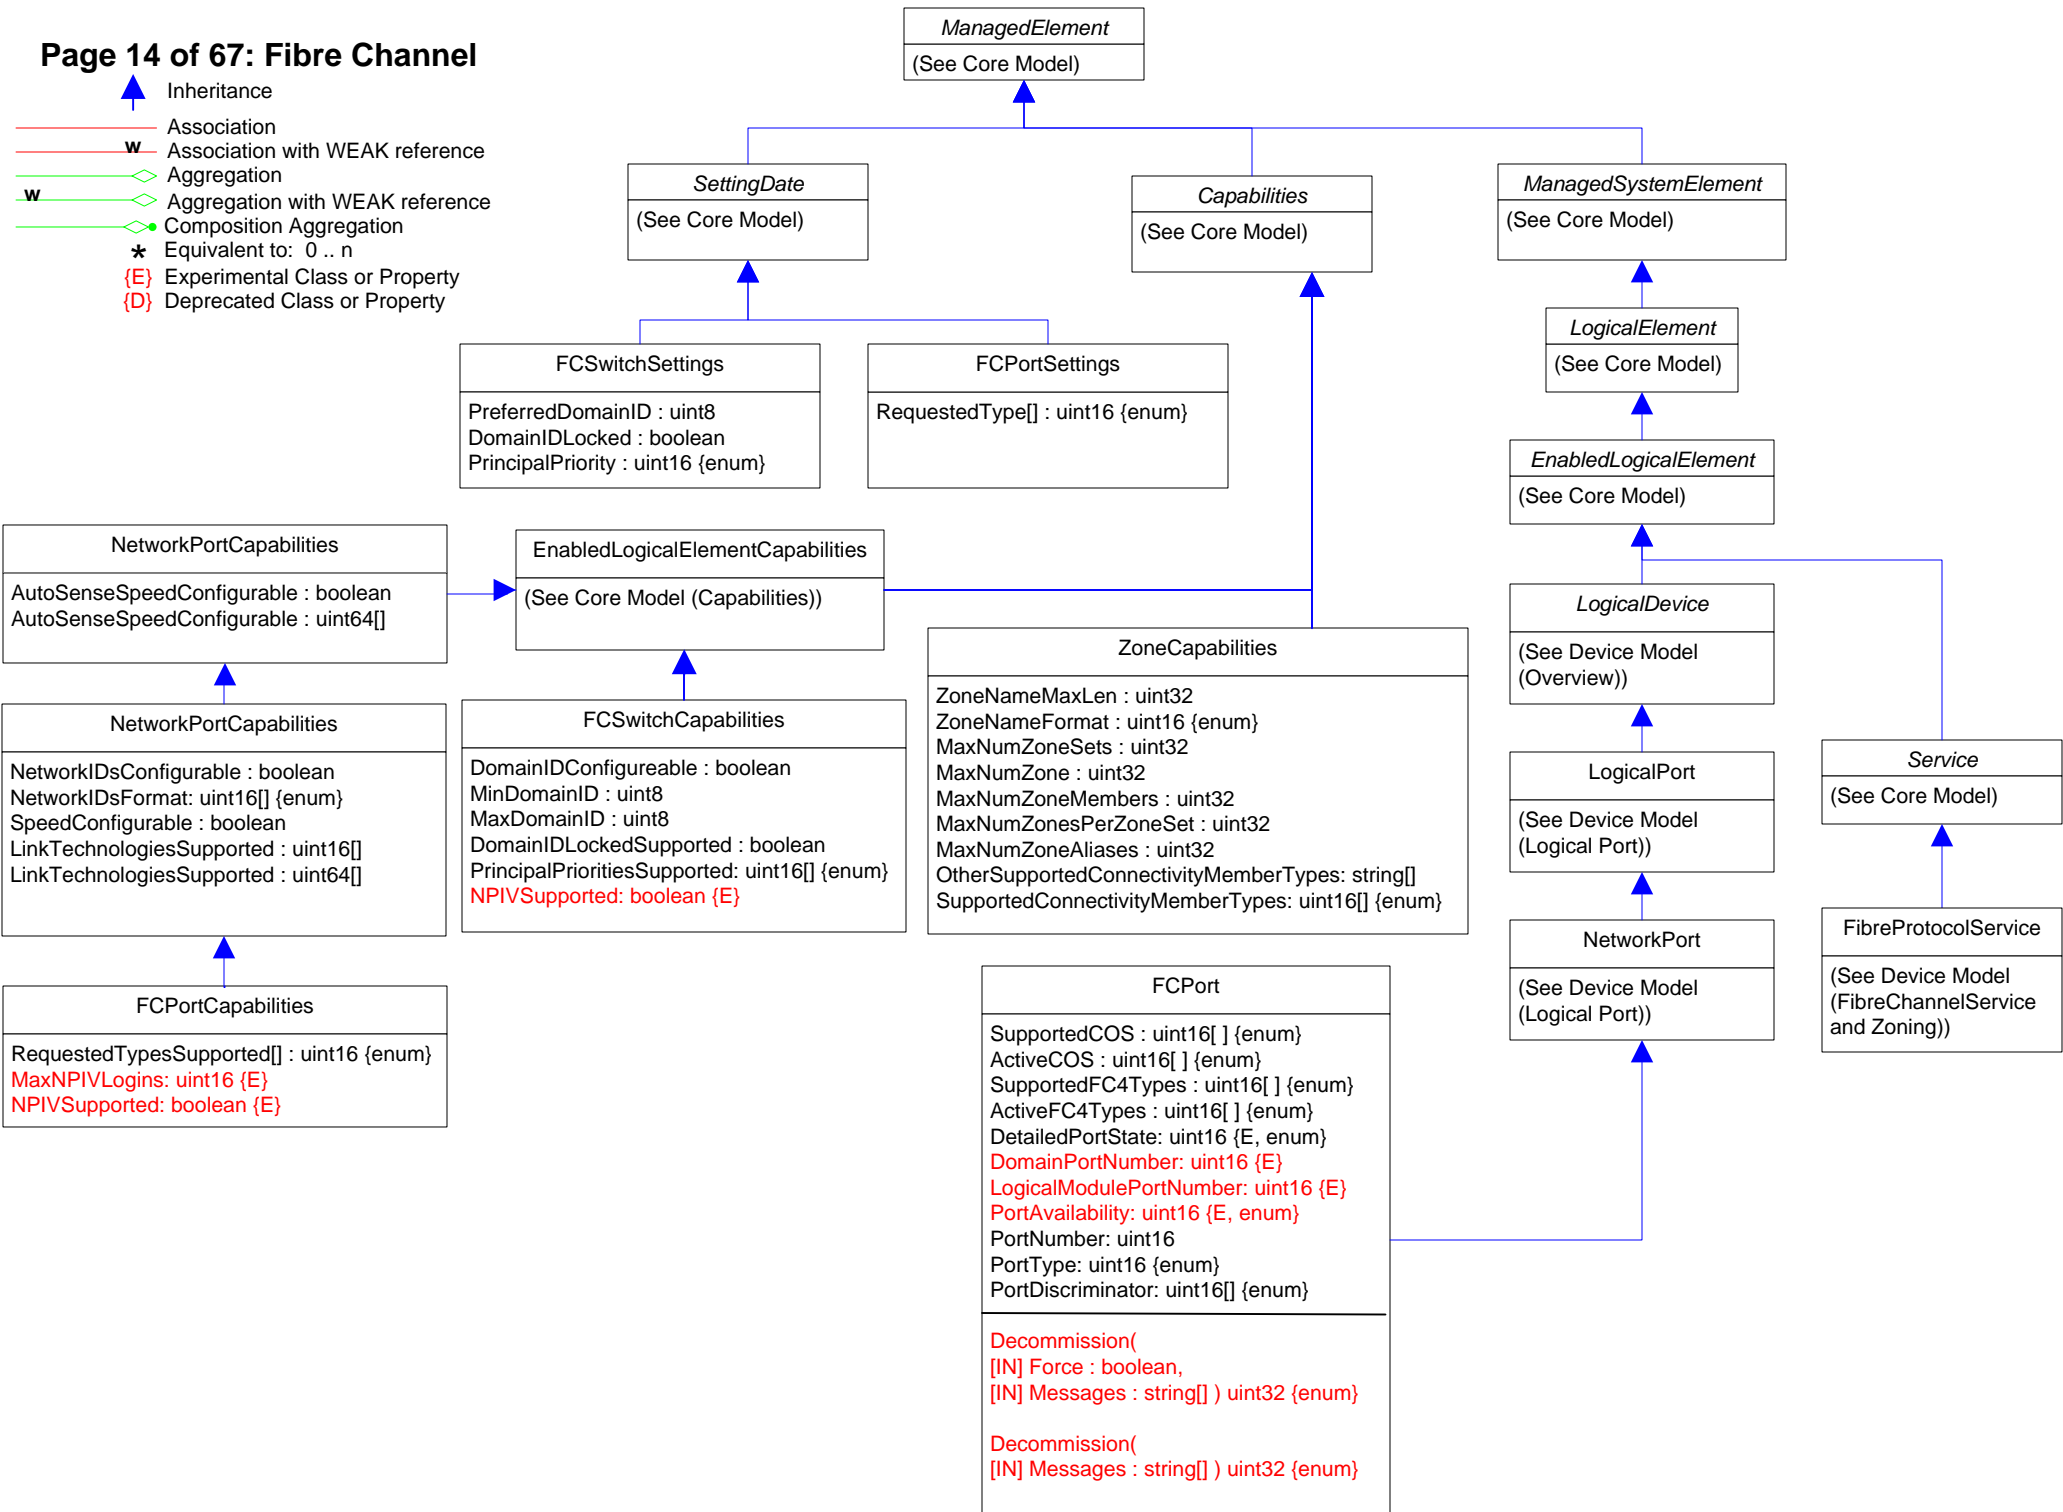 Page 14 of 67: Fibre Channel
Inheritance
Association
w
Association with WEAK reference
Aggregation
w
Aggregation with WEAK reference
Composition Aggregation
* Equivalent to: 0 .. n
{E} Experimental Class or Property
{D} Deprecated Class or Property
ManagedElement
(See Core Model)
SettingDate
(See Core Model)
Capabilities
(See Core Model)
ManagedSystemElement
(See Core Model)
LogicalElement
(See Core Model)
FCSwitchSettings
PreferredDomainID : uint8
DomainIDLocked : boolean
PrincipalPriority : uint16 {enum}
FCPortSettings
RequestedType[] : uint16 {enum}
EnabledLogicalElement
(See Core Model)
NetworkPortCapabilities
AutoSenseSpeedConfigurable : boolean
AutoSenseSpeedConfigurable : uint64[]
EnabledLogicalElementCapabilities
(See Core Model (Capabilities))
LogicalDevice
(See Device Model
(Overview))
ZoneCapabilities
ZoneNameMaxLen : uint32
ZoneNameFormat : uint16 {enum}
MaxNumZoneSets : uint32
MaxNumZone : uint32
MaxNumZoneMembers : uint32
MaxNumZonesPerZoneSet : uint32
MaxNumZoneAliases : uint32
OtherSupportedConnectivityMemberTypes: string[]
SupportedConnectivityMemberTypes: uint16[] {enum}
NetworkPortCapabilities
NetworkIDsConfigurable : boolean
NetworkIDsFormat: uint16[] {enum}
SpeedConfigurable : boolean
LinkTechnologiesSupported : uint16[]
LinkTechnologiesSupported : uint64[]
FCSwitchCapabilities
DomainIDConfigureable : boolean
MinDomainID : uint8
MaxDomainID : uint8
DomainIDLockedSupported : boolean
PrincipalPrioritiesSupported: uint16[] {enum}
NPIVSupported: boolean {E}
LogicalPort
(See Device Model
(Logical Port))
Service
(See Core Model)
NetworkPort
(See Device Model
(Logical Port))
FibreProtocolService
(See Device Model
(FibreChannelService
and Zoning))
FCPortCapabilities
RequestedTypesSupported[] : uint16 {enum}
MaxNPIVLogins: uint16 {E}
NPIVSupported: boolean {E}
FCPort
SupportedCOS : uint16[ ] {enum}
ActiveCOS : uint16[ ] {enum}
SupportedFC4Types : uint16[ ] {enum}
ActiveFC4Types : uint16[ ] {enum}
DetailedPortState: uint16 {E, enum}
DomainPortNumber: uint16 {E}
LogicalModulePortNumber: uint16 {E}
PortAvailability: uint16 {E, enum}
PortNumber: uint16
PortType: uint16 {enum}
PortDiscriminator: uint16[] {enum}
Decommission(
[IN] Force : boolean,
[IN] Messages : string[] ) uint32 {enum}
Decommission(
[IN] Messages : string[] ) uint32 {enum}